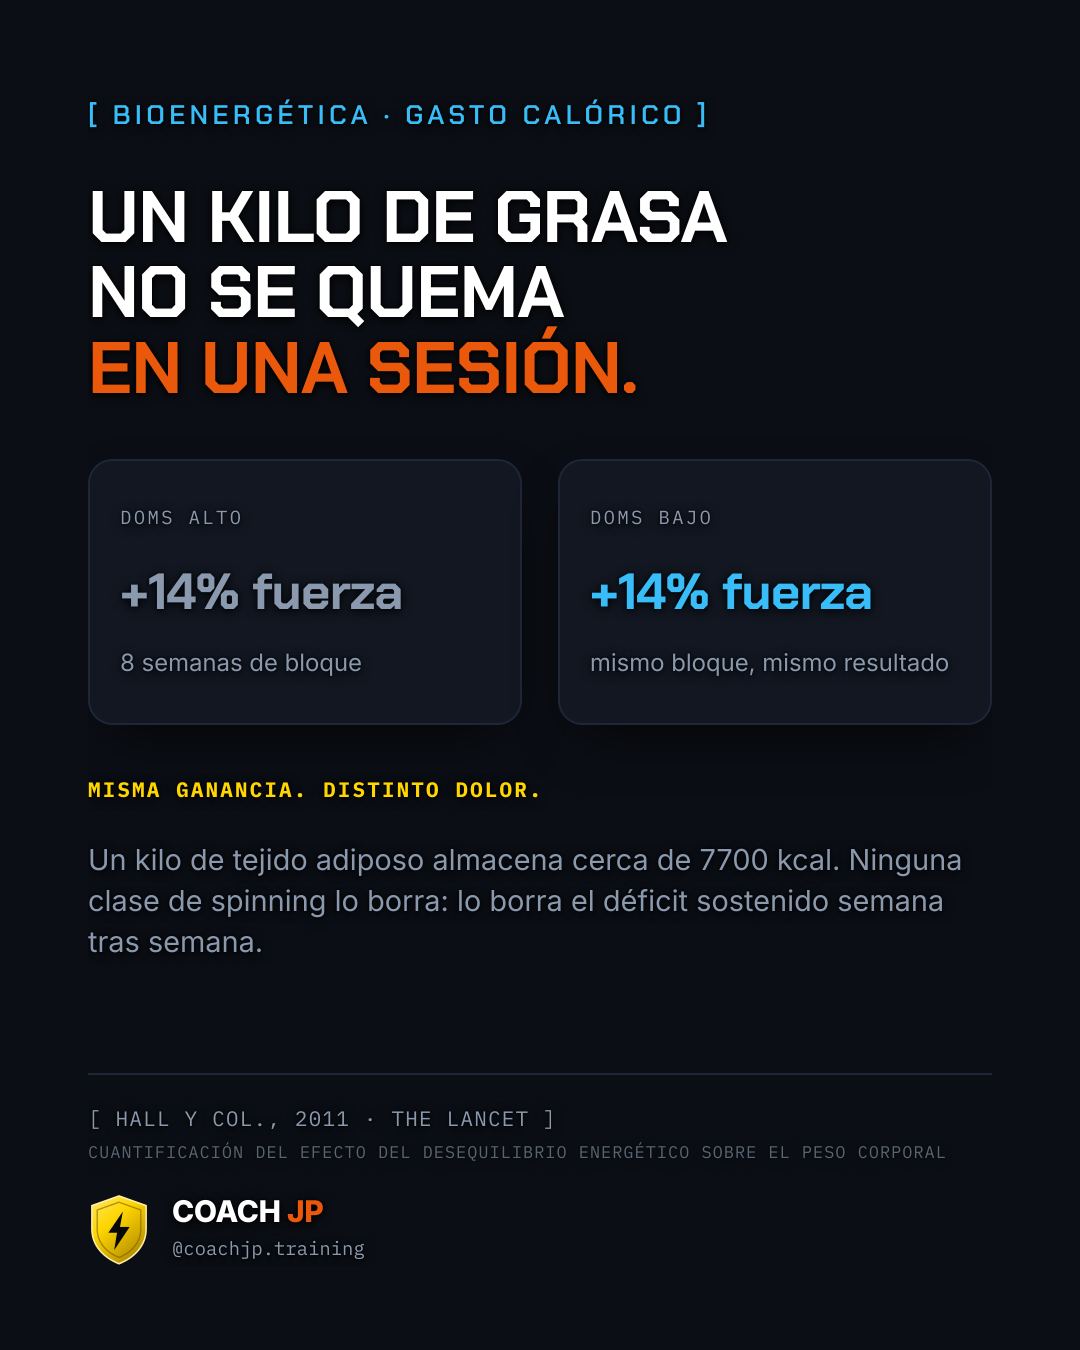 [ BIOENERGÉTICA · GASTO CALÓRICO ]
UN KILO DE GRASA
NO SE QUEMA
EN UNA SESIÓN.
DOMS ALTO
+14% fuerza
8 semanas de bloque
DOMS BAJO
+14% fuerza
mismo bloque, mismo resultado
MISMA GANANCIA. DISTINTO DOLOR.
Un kilo de tejido adiposo almacena cerca de 7700 kcal. Ninguna
clase de spinning lo borra: lo borra el déficit sostenido semana
tras semana.
[ HALL Y COL., 2011 · THE LANCET ]
CUANTIFICACIÓN DEL EFECTO DEL DESEQUILIBRIO ENERGÉTICO SOBRE EL PESO CORPORAL
COACH JP
@coachjp.training